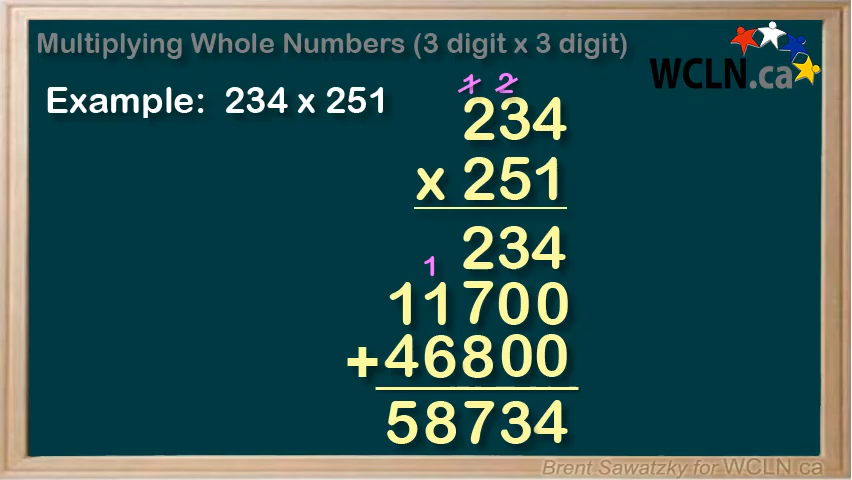 Multiplying Whole Numbers (3 digit x 3 digit)
WCLN.ca
Example: 234 x 251
1 2
234
x 251
234
1
11700
+46800
58734
Brent Sawatzky for WCLN.ca